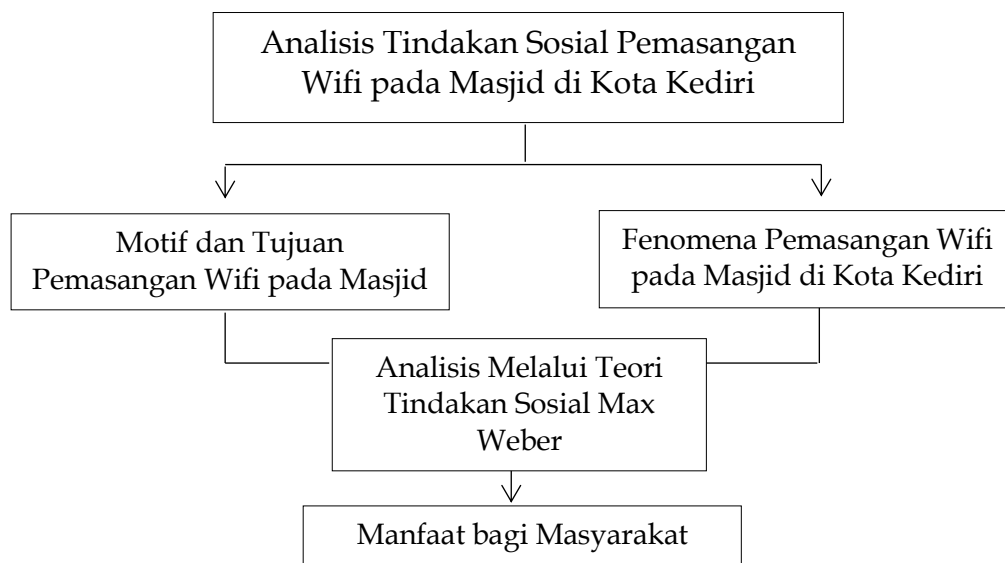 Analisis Tindakan Sosial Pemasangan
Wifi pada Masjid di Kota Kediri
Motif dan Tujuan
Pemasangan Wifi pada Masjid
Fenomena Pemasangan Wifi
pada Masjid di Kota Kediri
Analisis Melalui Teori
Tindakan Sosial Max
Weber
Manfaat bagi Masyarakat